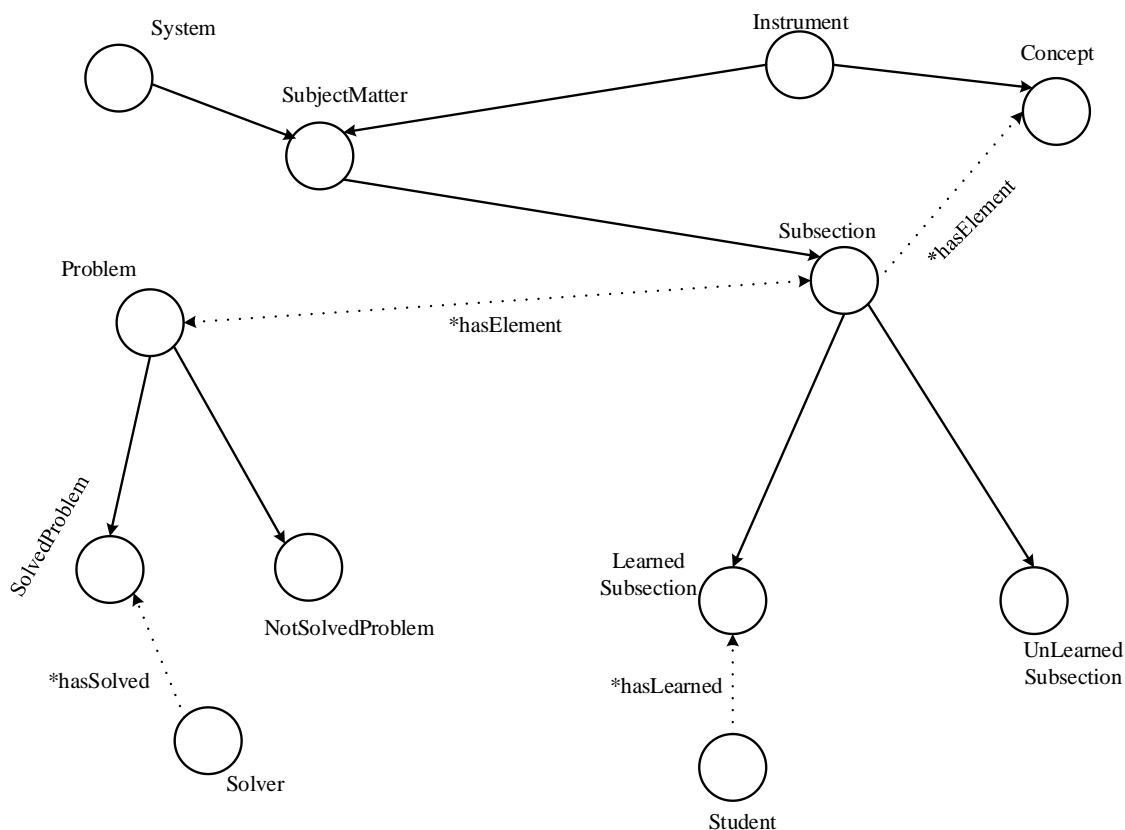 System
Instrument
Concept
SubjectMatter
*hasElement
Subsection
Problem
*hasElement
SolvedProblem
Learned
Subsection
NotSolvedProblem
UnLearned
Subsection
*hasSolved
*hasLearned
Solver
Student